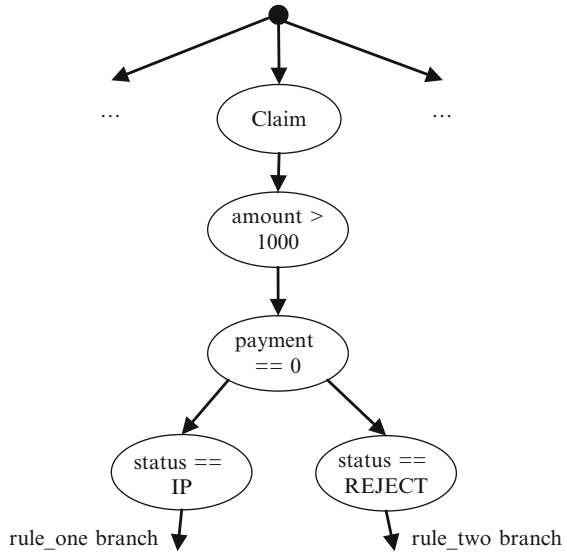 ...
...
Claim
amount >
1000
payment
== 0
status ==
IP
status ==
REJECT
rule_one branch
rule_two branch